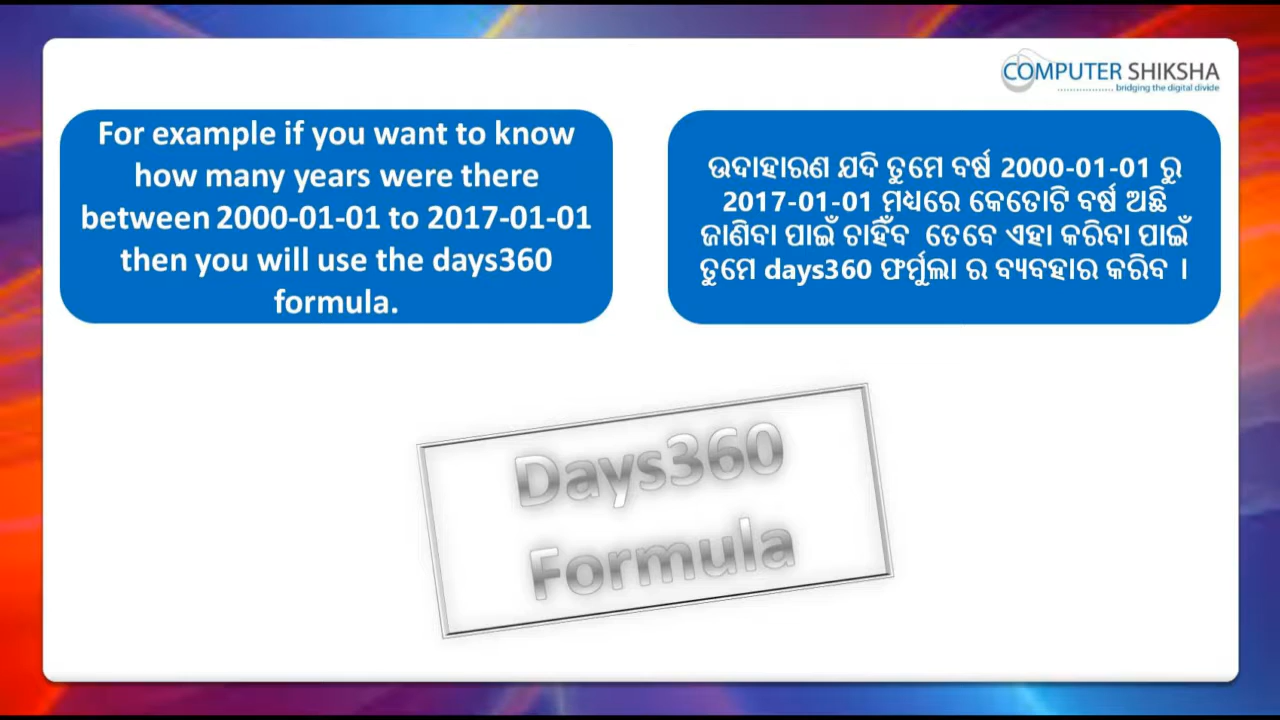 COMPUTER SHIKSHA
bridging the digital divide
For example if you want to know
how many years were there
between 2000-01-01 to 2017-01-01
then you will use the days360
formula.
ଉଦାହାରଣ ଯଦି ତୁମେ ବର୍ଷ 2000-01-01 ରୁ
2017-01-01 ମଧ୍ୟରେ କେତୋଟି ବର୍ଷ ଅଛି
ଜାଣିବା ପାଇଁ ଚାହିଁବ ତେବେ ଏହା କରିବା ପାଇଁ
ତୁମେ days360 ଫର୍ମୁଲା ର ବ୍ୟବହାର କରିବ ।
Days360
Formula